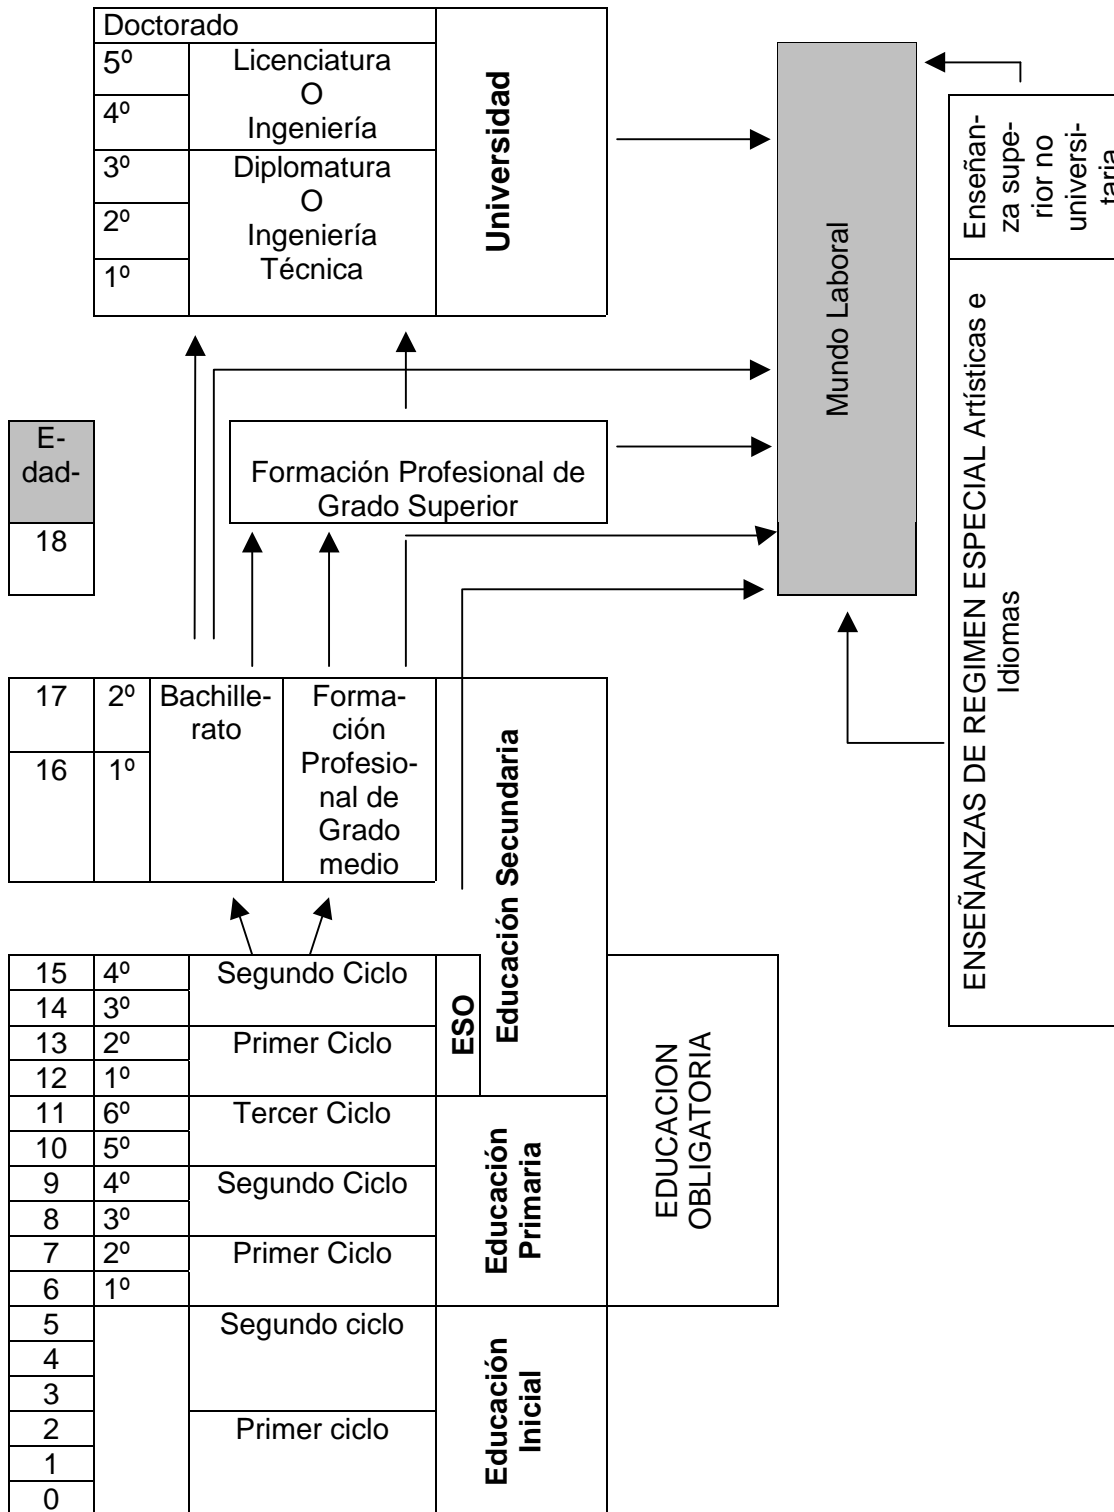 Doctorado
5º
Licenciatura
O
Ingeniería
4º
3º
Diplomatura
O
Ingeniería
Técnica
2º
1º
Universidad
Mundo Laboral
Enseñan-
za supe-
rior no
universi-
taria
ENSEÑANZAS DE REGIMEN ESPECIAL Artísticas e
Idiomas
E-
dad-
18
Formación Profesional de
Grado Superior
17
2º
Bachille-
rato
Forma-
ción
Profesio-
nal de
Grado
medio
16
1º
Educación Secundaria
15
4º
Segundo Ciclo
14
3º
13
2º
Primer Ciclo
12
1º
ESO
11
6º
Tercer Ciclo
10
5º
9
4º
Segundo Ciclo
8
3º
7
2º
Primer Ciclo
6
1º
Educación
Primaria
EDUCACION
OBLIGATORIA
5
Segundo ciclo
4
3
2
Primer ciclo
1
0
Educación
Inicial